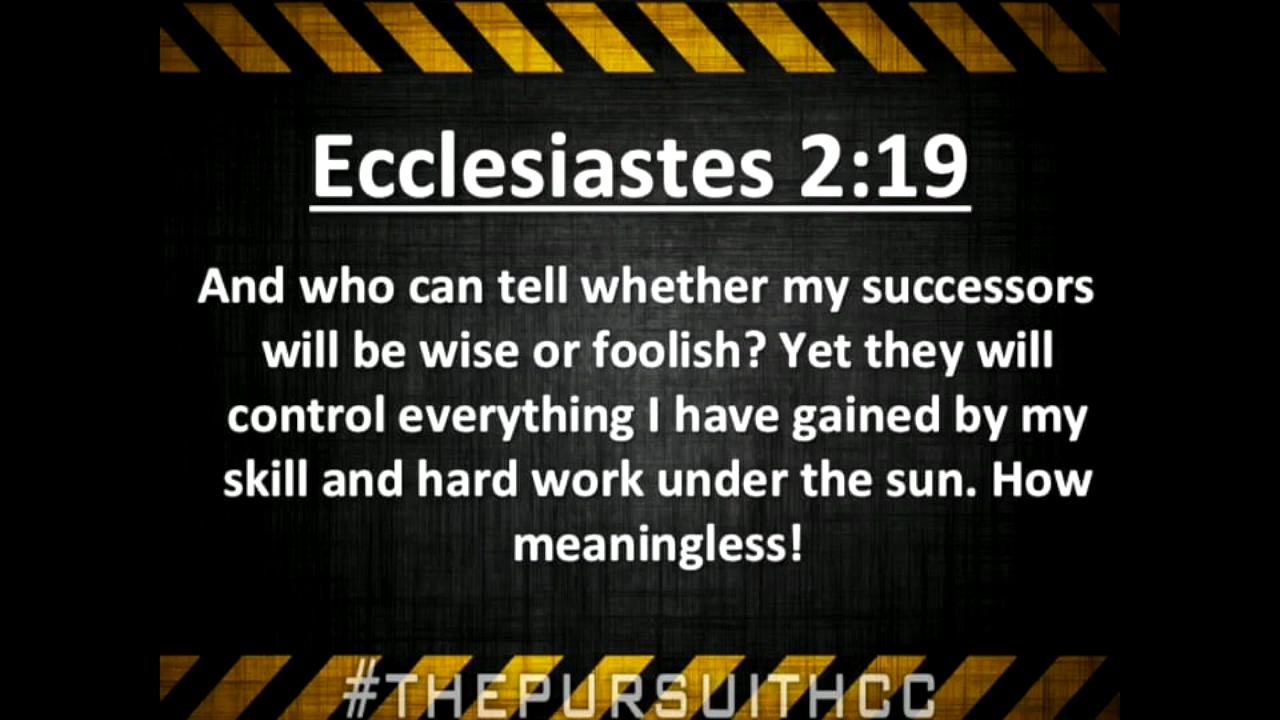 Ecclesiastes 2:19
And who can tell whether my successors
will be wise or foolish? Yet they will
control everything I have gained by my
skill and hard work under the sun. How
meaningless!
#THEPURSUITHCC